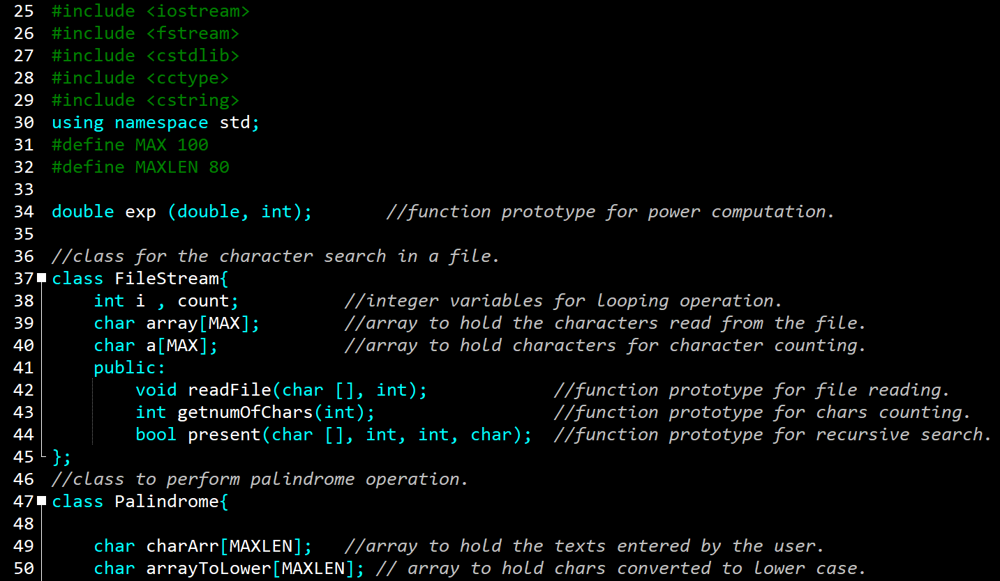 25 #include <iostream>
26 #include <fstream>
27 #include <cstdlib>
28 #include <cctype>
29 #include <cstring>
30 using namespace std;
31 #define MAX 100
32 #define MAXLEN 80
33
34 double exp (double, int);       //function prototype for power computation.
35
36 //class for the character search in a file.
37 class FileStream{
38     int i , count;          //integer variables for looping operation.
39     char array[MAX];        //array to hold the characters read from the file.
40     char a[MAX];            //array to hold characters for character counting.
41     public:
42         void readFile(char [], int);            //function prototype for file reading.
43         int getnumOfChars(int);                 //function prototype for chars counting.
44         bool present(char [], int, int, char);  //function prototype for recursive search.
45 };
46 //class to perform palindrome operation.
47 class Palindrome{
48
49     char charArr[MAXLEN];   //array to hold the texts entered by the user.
50     char arrayToLower[MAXLEN]; // array to hold chars converted to lower case.